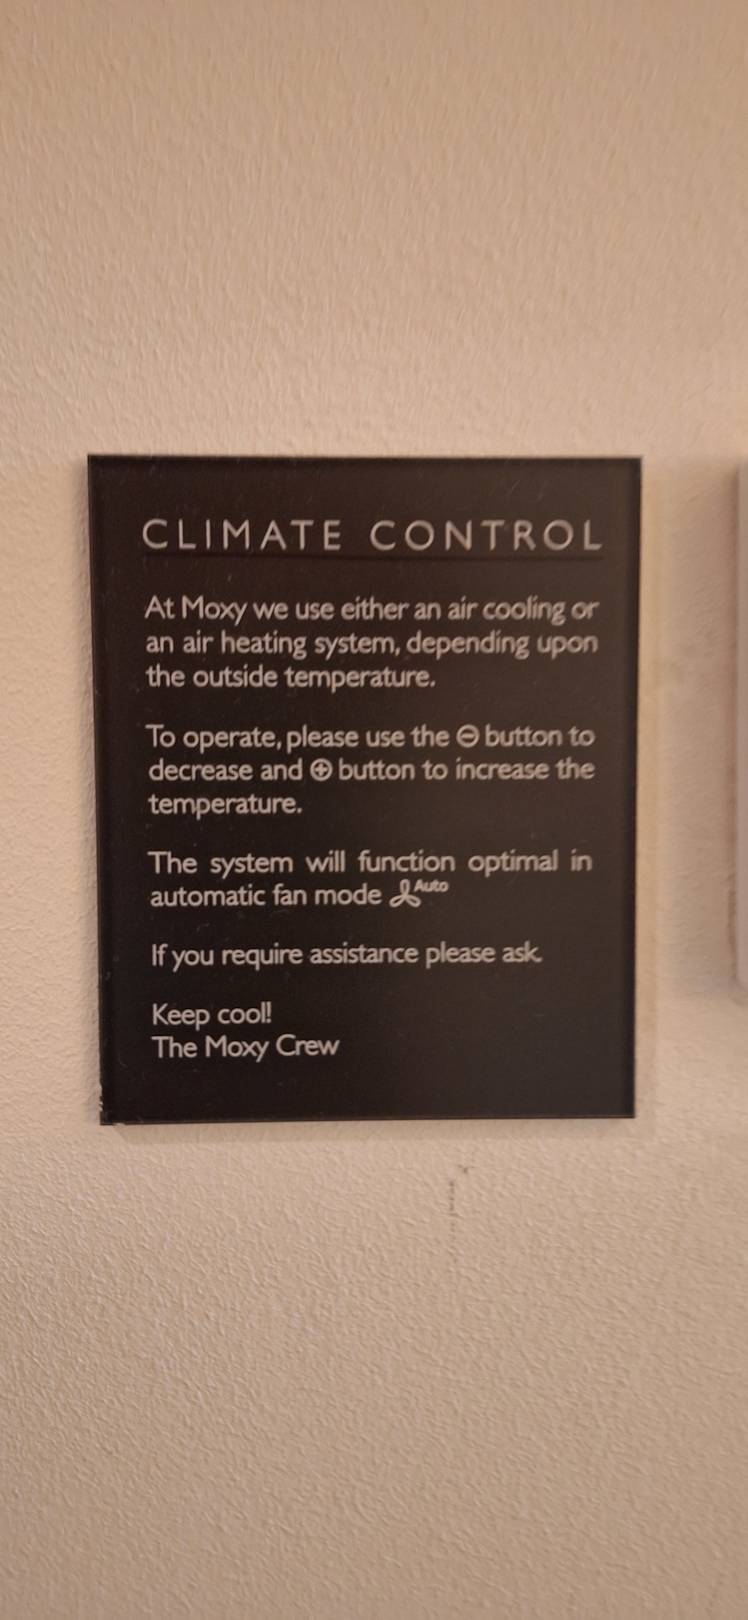 CLIMATE CONTROL
At Moxy we use either an air cooling or
an air heating system, depending upon
the outside temperature.
To operate, please use the ⊖ button to
decrease and ⊕ button to increase the
temperature.
The system will function optimal in
automatic fan mode Auto
If you require assistance please ask.
Keep cool!
The Moxy Crew